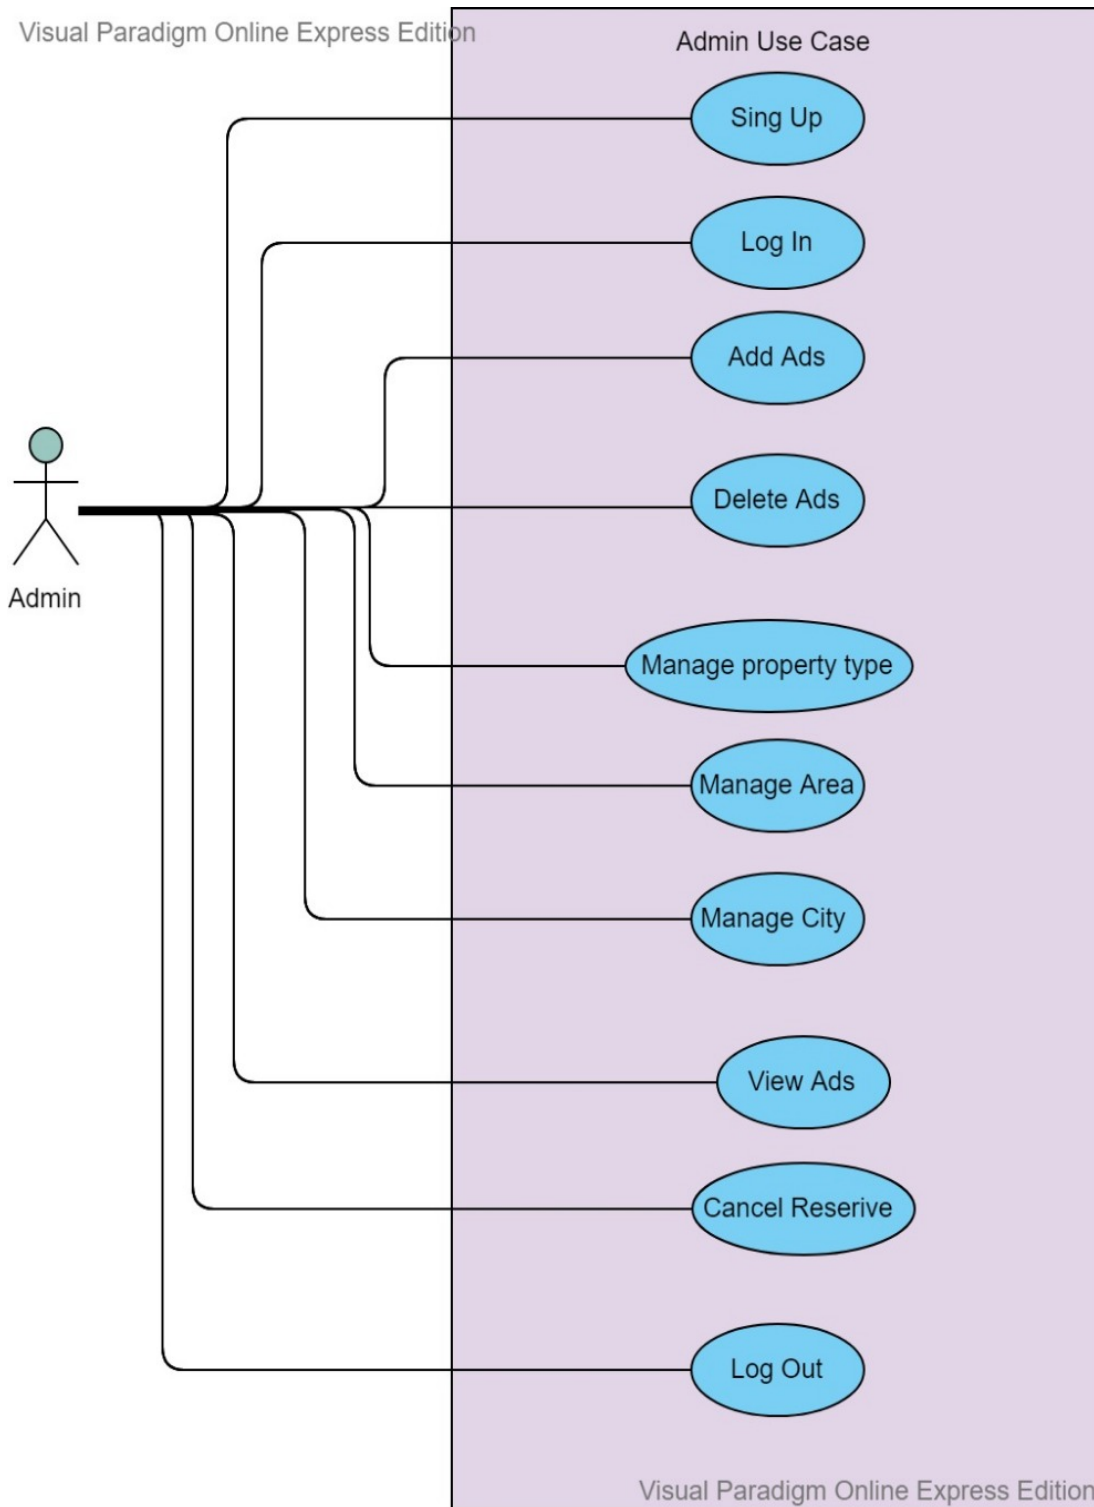 Visual Paradigm Online Express Edition
Admin Use Case
Sing Up
Log In
Add Ads
Delete Ads
Admin
Manage property type
Manage Area
Manage City
View Ads
Cancel Reserive
Log Out
Visual Paradigm Online Express Edition